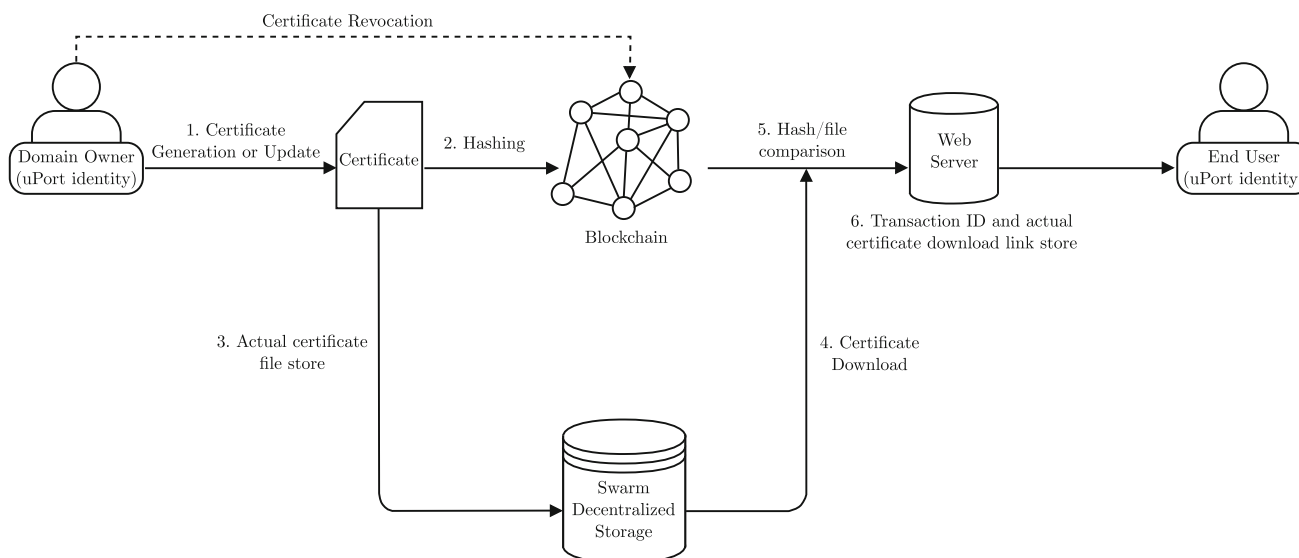 Certificate Revocation
1. Certificate
Generation or Update
Domain Owner
(uPort identity)
Certificate
2. Hashing
Blockchain
5. Hash/file
comparison
Web
Server
End User
(uPort identity
6. Transaction ID and actual
certificate download link store
3. Actual certificate
file store
4. Certificate
Download
Swarm
Decentralized
Storage